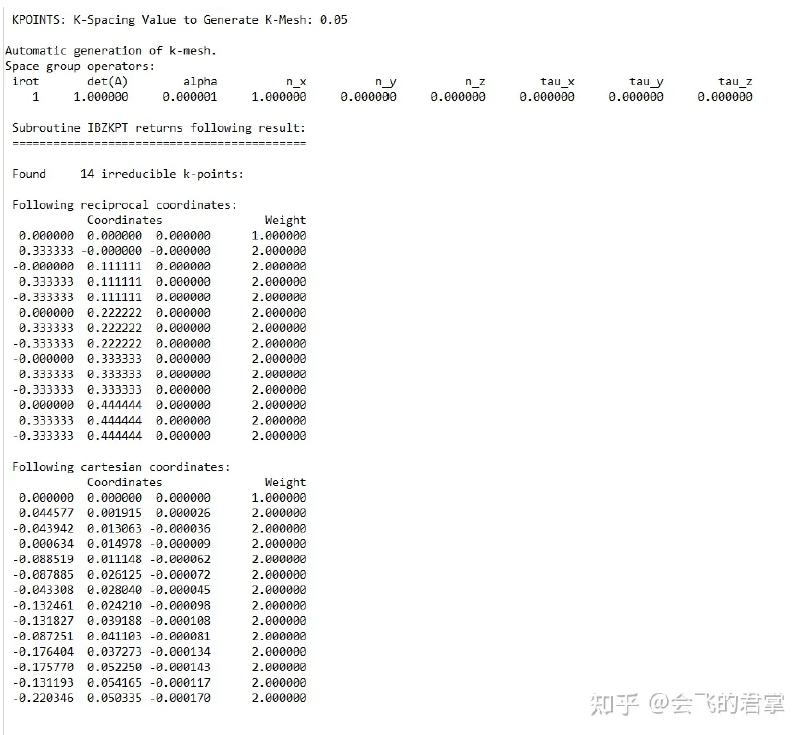 KPOINTS: K-Spacing Value to Generate K-Mesh: 0.05
Automatic generation of k-mesh.
Space group operators:
irot det(A) alpha n_x n_y n_z tau_x tau_y tau_z
1 1.000000 0.000001 1.000000 0.000000 0.000000 0.000000 0.000000 0.000000
Subroutine IBZKPT returns following result:
===========================================
Found 14 irreducible k-points:
Following reciprocal coordinates:
Coordinates Weight
0.000000 0.000000 0.000000 1.000000
0.333333 -0.000000 -0.000000 2.000000
-0.000000 0.111111 0.000000 2.000000
0.333333 0.111111 0.000000 2.000000
-0.333333 0.111111 0.000000 2.000000
0.000000 0.222222 0.000000 2.000000
0.333333 0.222222 0.000000 2.000000
-0.333333 0.222222 0.000000 2.000000
-0.000000 0.333333 0.000000 2.000000
0.333333 0.333333 0.000000 2.000000
-0.333333 0.333333 0.000000 2.000000
0.000000 0.444444 0.000000 2.000000
0.333333 0.444444 0.000000 2.000000
-0.333333 0.444444 0.000000 2.000000
Following cartesian coordinates:
Coordinates Weight
0.000000 0.000000 0.000000 1.000000
0.044577 0.001915 0.000026 2.000000
-0.043942 0.013063 -0.000036 2.000000
0.000634 0.014978 -0.000009 2.000000
-0.088519 0.011148 -0.000062 2.000000
-0.087885 0.026125 -0.000072 2.000000
-0.043308 0.028040 -0.000045 2.000000
-0.132461 0.024210 -0.000098 2.000000
-0.131827 0.039188 -0.000108 2.000000
-0.087251 0.041103 -0.000081 2.000000
-0.176404 0.037273 -0.000134 2.000000
-0.175770 0.052250 -0.000143 2.000000
-0.131193 0.054165 -0.000117 2.000000
-0.220346 0.050335 -0.000170 2.000000
知乎 @会飞的君掌